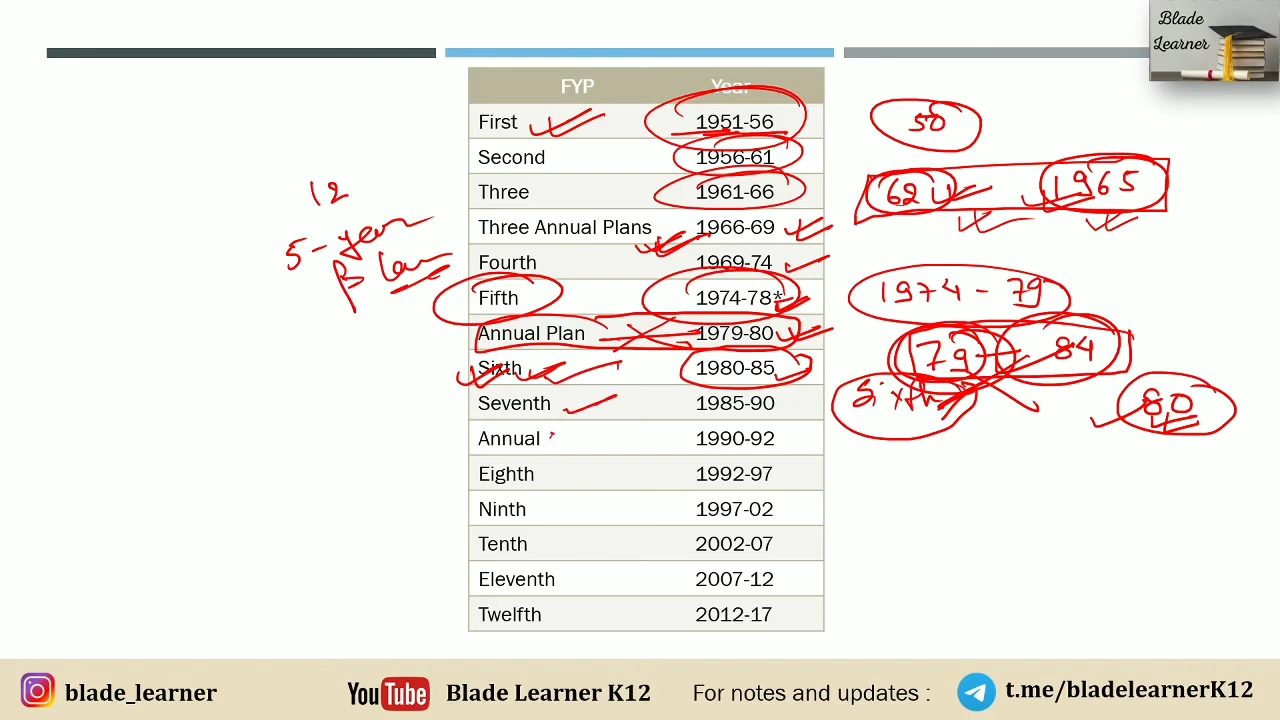 Blade
Learner
FYP Year
First 1951-56
Second 1956-61
Three 1961-66
Three Annual Plans 1966-69
Fourth 1969-74
Fifth 1974-78*
Annual Plan 1979-80
Sixth 1980-85
Seventh 1985-90
Annual 1990-92
Eighth 1992-97
Ninth 1997-02
Tenth 2002-07
Eleventh 2007-12
Twelfth 2012-17
12
5-year
Plan
50
62 1965
1974-79
79 - 84
Sixth 80
blade_learner YouTube Blade Learner K12 For notes and updates : t.me/bladelearnerK12